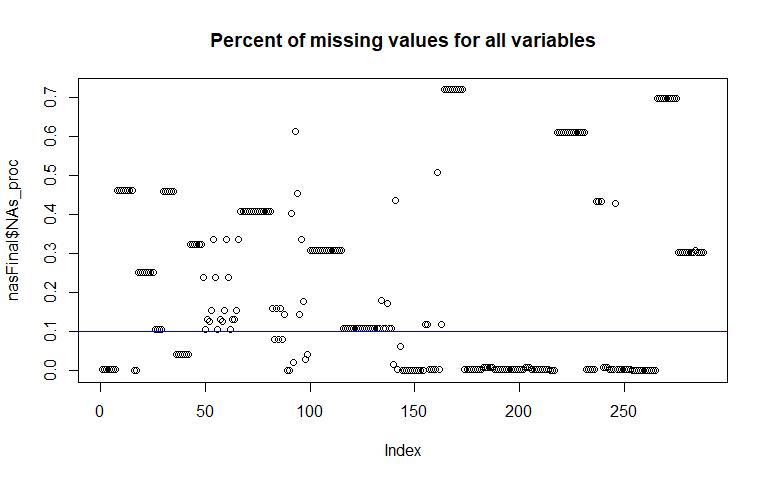 Percent of missing values for all variables
nasFinal$NAs_proc
0.7
0.6
0.5
0.4
0.3
0.2
0.1
0.0
0 50 100 150 200 250
Index